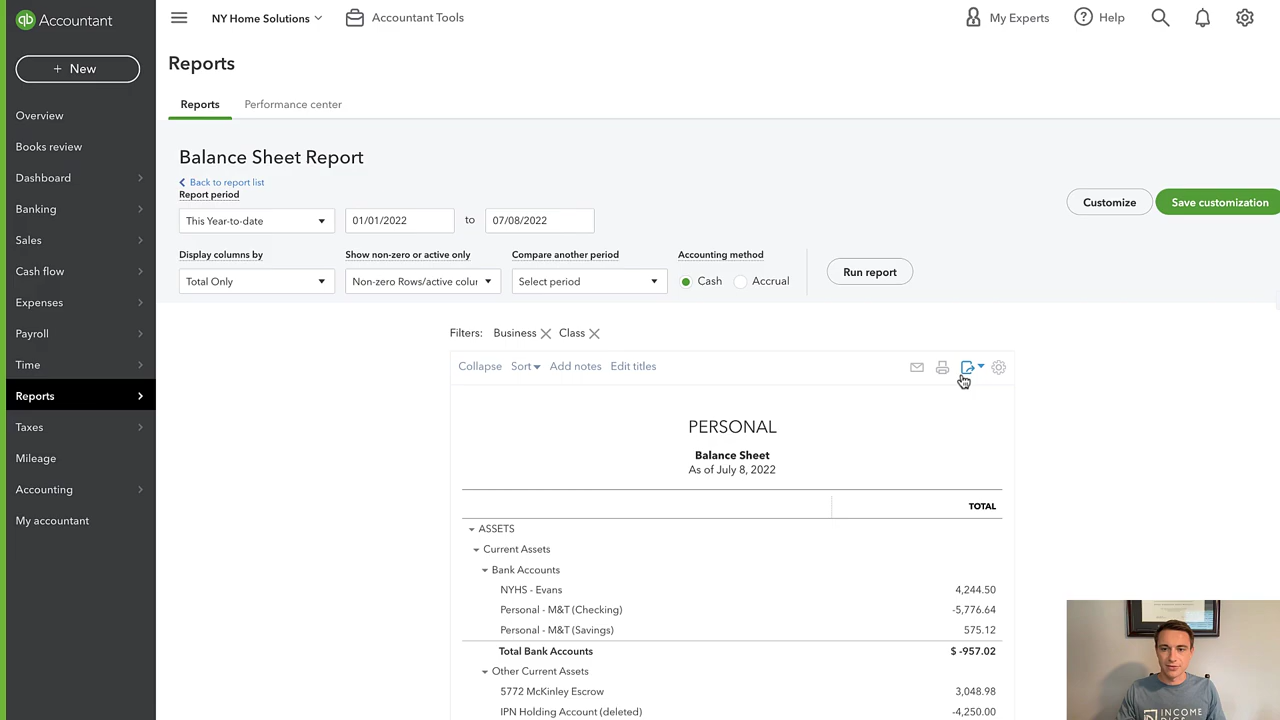 qb Accountant
NY Home Solutions
Accountant Tools
My Experts
Help
+ New
Reports
Reports
Performance center
Overview
Books review
Dashboard
Banking
Sales
Cash flow
Expenses
Payroll
Time
Reports
Taxes
Mileage
Accounting
My accountant
Balance Sheet Report
Back to report list
Report period
This Year-to-date
01/01/2022
to
07/08/2022
Customize
Save customization
Display columns by
Show non-zero or active only
Compare another period
Accounting method
Total Only
Non-zero Rows/active colu
Select period
Cash
Accrual
Run report
Filters: Business Class
Collapse Sort Add notes Edit titles
PERSONAL
Balance Sheet
As of July 8, 2022
TOTAL
ASSETS
Current Assets
Bank Accounts
NYHS - Evans 4,244.50
Personal - M&T (Checking) -5,776.64
Personal - M&T (Savings) 575.12
Total Bank Accounts $ -957.02
Other Current Assets
5772 McKinley Escrow 3,048.98
IPN Holding Account (deleted) -4,250.00
INCOME